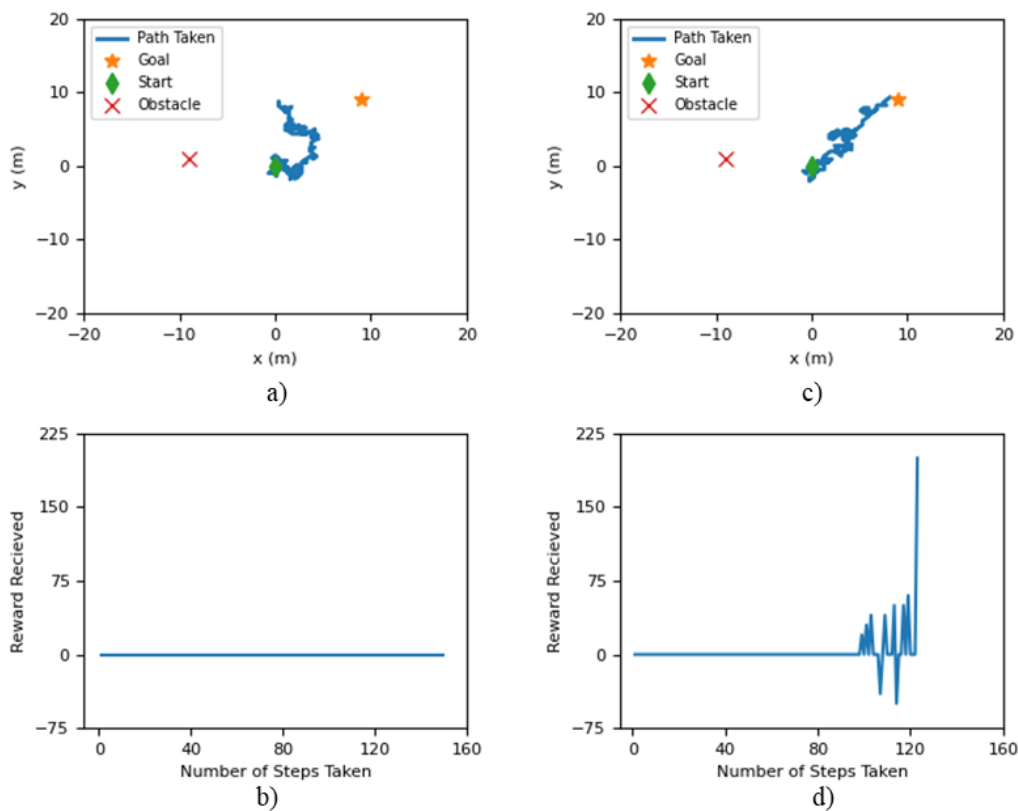 20
10
0
−10
−20
−20
−10
0
10
20
y (m)
x (m)
Path Taken
Goal
Start
Obstacle
a)
20
10
0
−10
−20
−20
−10
0
10
20
y (m)
x (m)
Path Taken
Goal
Start
Obstacle
c)
225
150
75
0
−75
0
40
80
120
160
Reward Recieved
Number of Steps Taken
b)
225
150
75
0
−75
0
40
80
120
160
Reward Recieved
Number of Steps Taken
d)